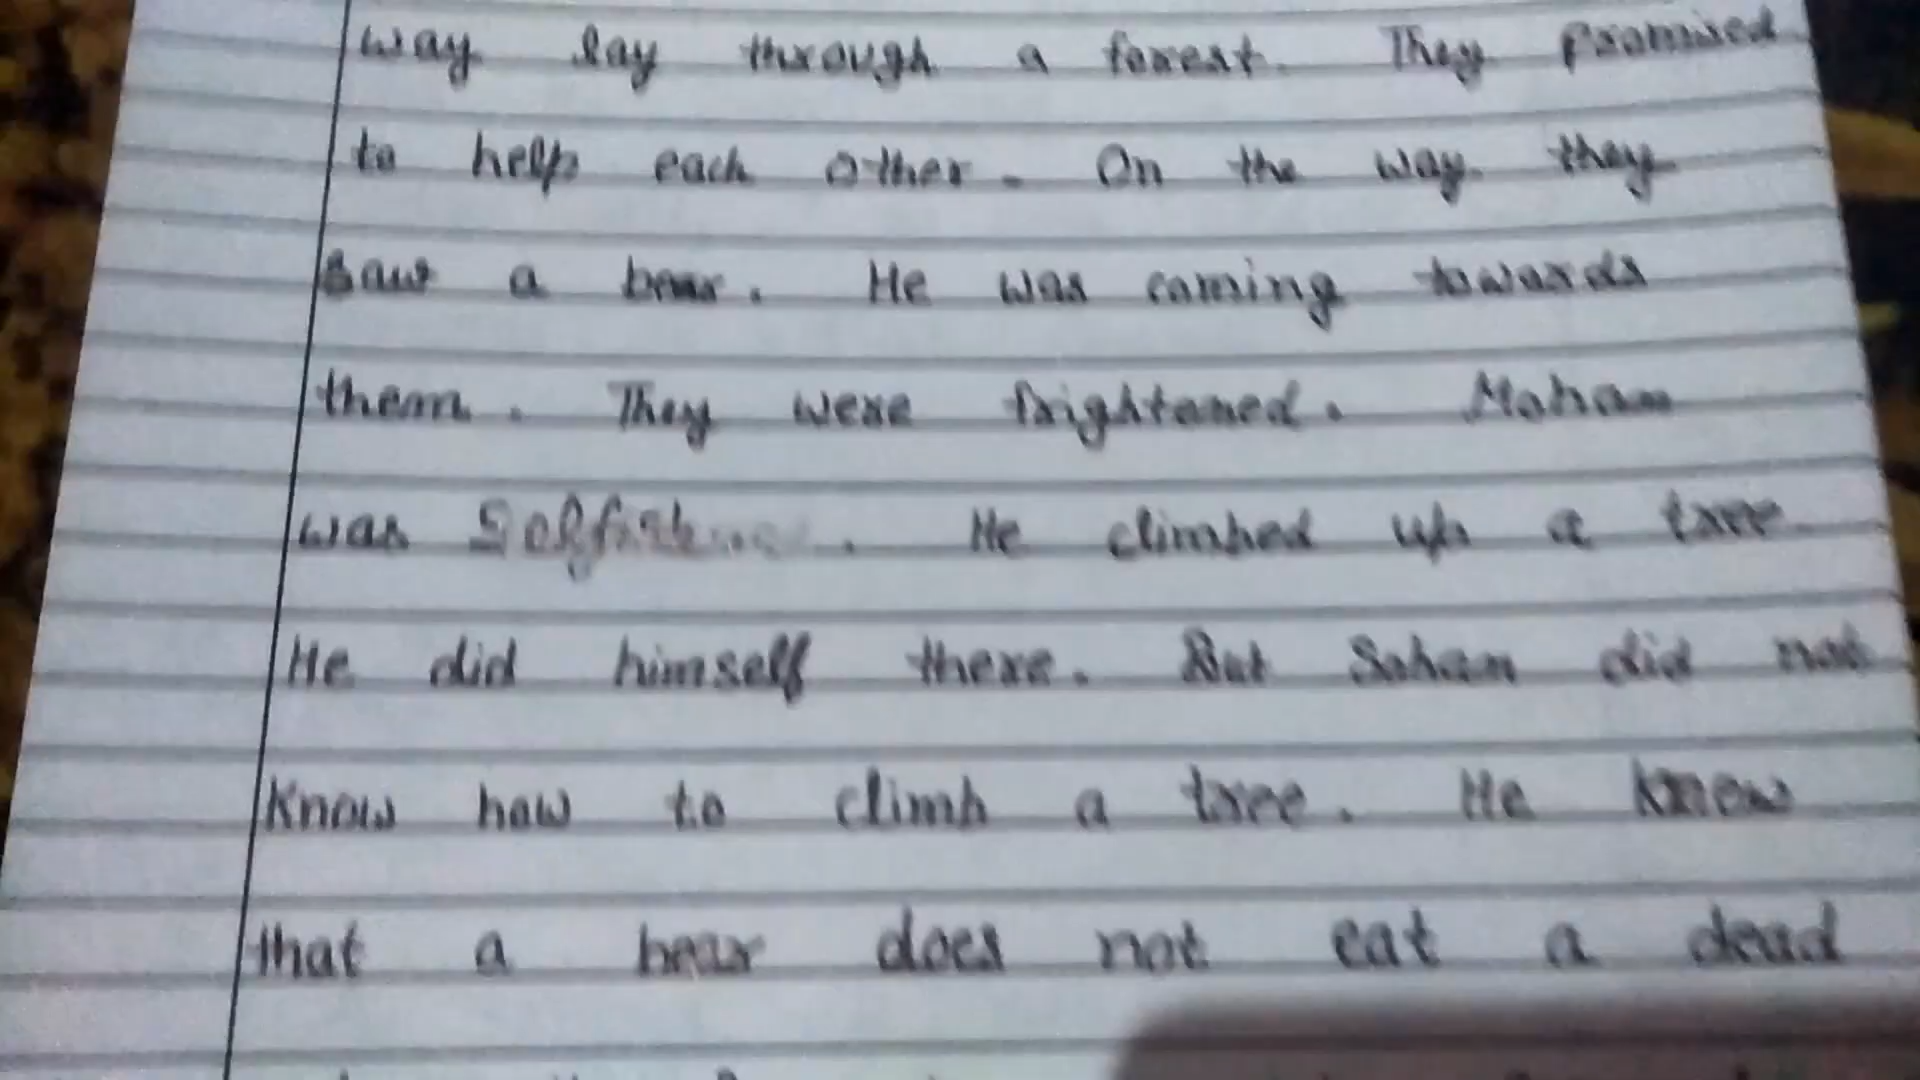 way lay through a forest. They promised
to help each other. On the way they
saw a bear. He was coming towards
them. They were frightened. Mohan
was Selfish. He climbed up a tree
He did himself there. But Sohan did not
Know how to climb a tree. He knew
that a bear does not eat a dead